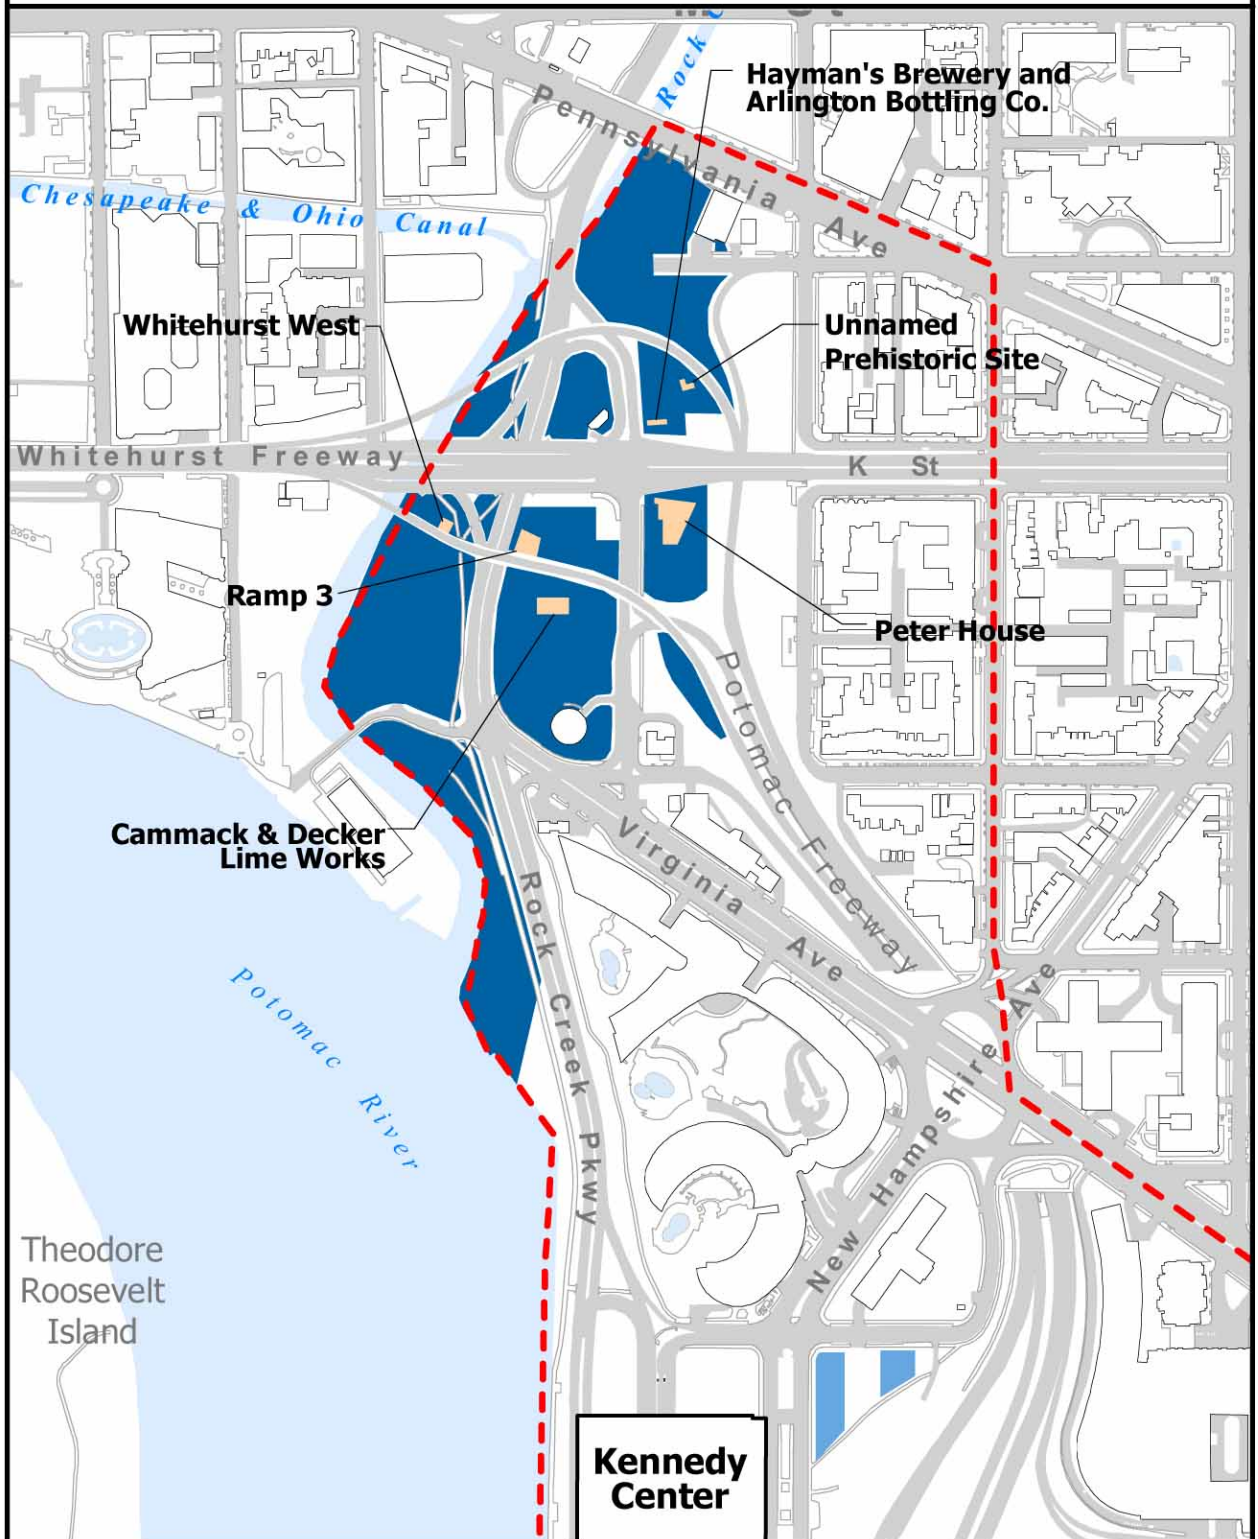 Rock
Hayman's Brewery and
Arlington Bottling Co.
Pennsylvania Ave
Chesapeake & Ohio Canal
Whitehurst West
Unnamed
Prehistoric Site
Whitehurst Freeway
K St
Ramp 3
Peter House
Potomac Freeway
Cammack & Decker
Lime Works
Virginia Ave
Rock Creek Pkwy
Potomac River
New Hampshire Ave
Theodore
Roosevelt
Island
Kennedy
Center